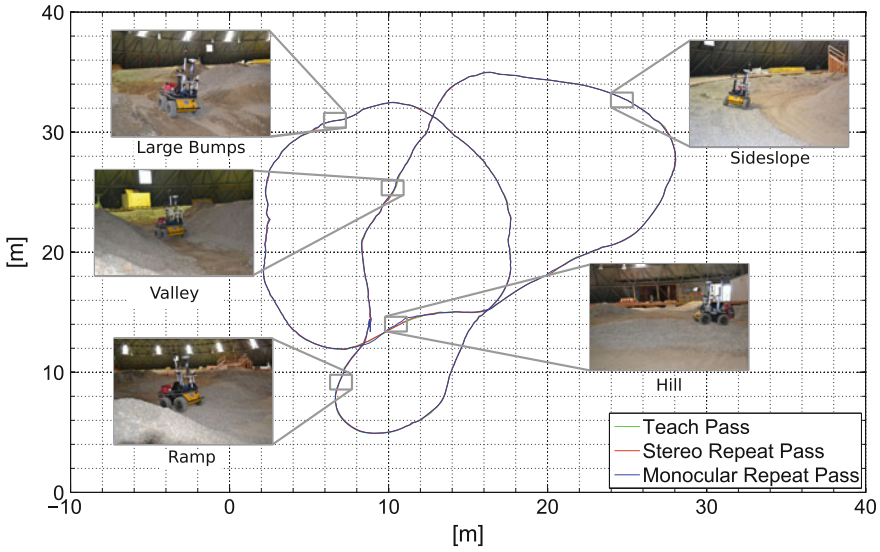 40
30
20
10
0
[m]
Large Bumps
Sideslope
Valley
Hill
Ramp
Teach Pass
Stereo Repeat Pass
Monocular Repeat Pass
−10
0
10
20
30
40
[m]